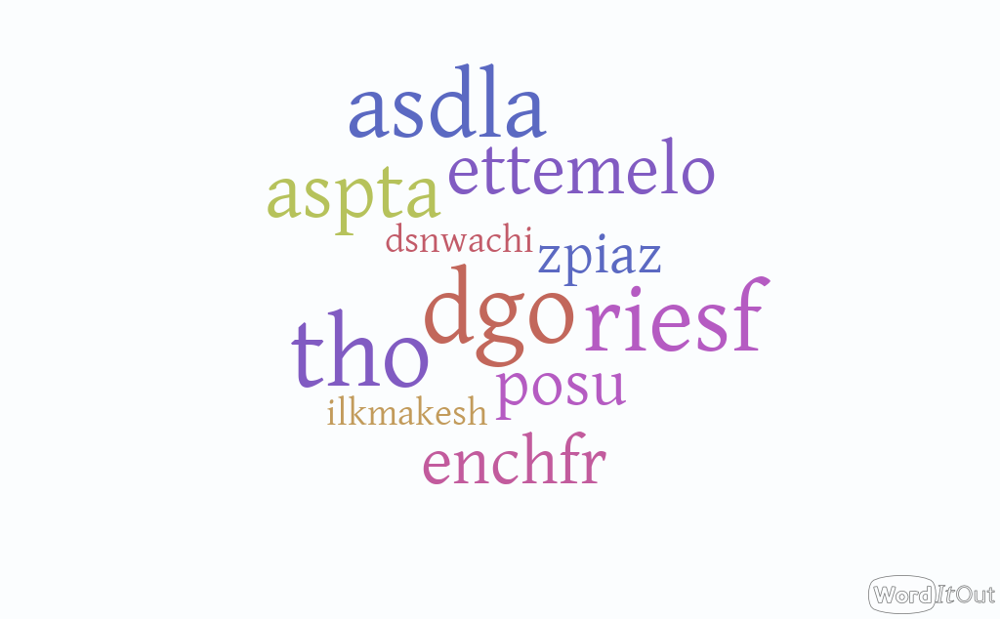 asdla
ettemelo
aspta
dsnwachi
zpiaz
dgo
riesf
tho
posu
ilkmakesh
enchfr
WordItOut